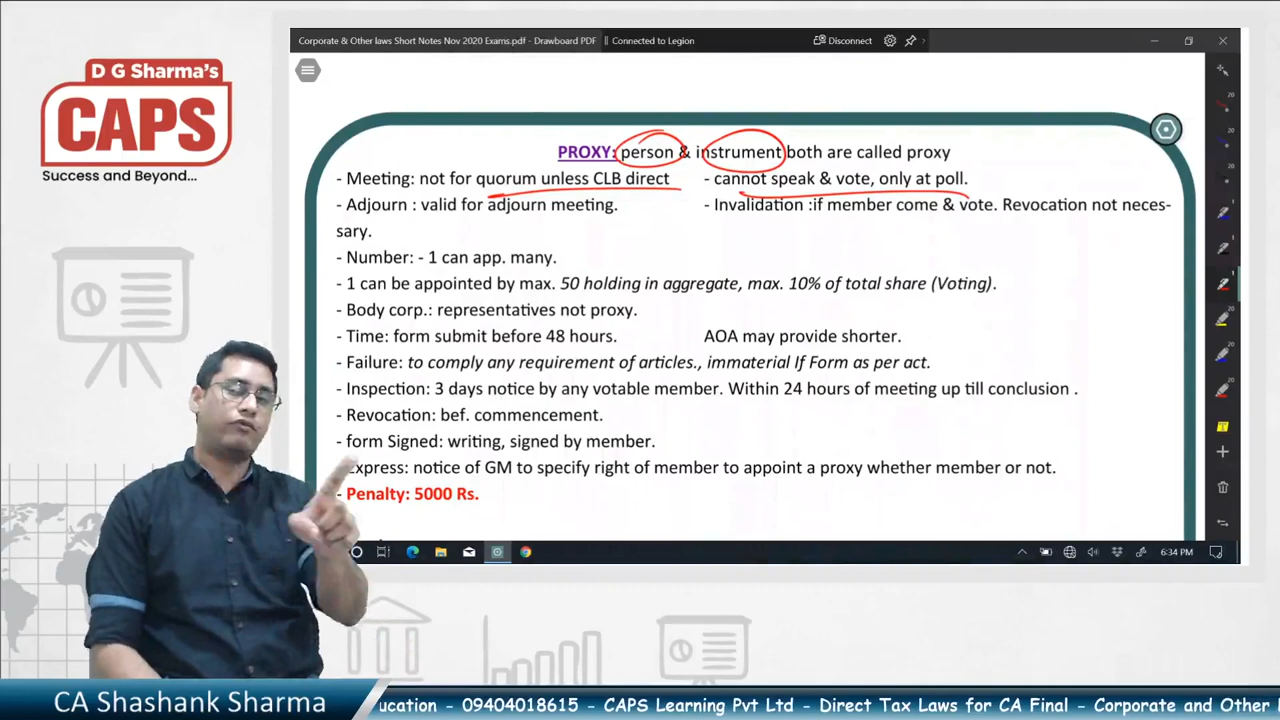 D G Sharma's
CAPS
Success and Beyond...
Corporate & Other laws Short Notes Nov 2020 Exams.pdf - Drawboard PDF
Connected to Legion
Disconnect
PROXY: person & instrument both are called proxy
- Meeting: not for quorum unless CLB direct - cannot speak & vote, only at poll.
- Adjourn : valid for adjourn meeting. - Invalidation :if member come & vote. Revocation not neces-
sary.
- Number: - 1 can app. many.
- 1 can be appointed by max. 50 holding in aggregate, max. 10% of total share (Voting).
- Body corp.: representatives not proxy.
- Time: form submit before 48 hours. AOA may provide shorter.
- Failure: to comply any requirement of articles., immaterial If Form as per act.
- Inspection: 3 days notice by any votable member. Within 24 hours of meeting up till conclusion .
- Revocation: bef. commencement.
- form Signed: writing, signed by member.
- Express: notice of GM to specify right of member to appoint a proxy whether member or not.
- Penalty: 5000 Rs.
6:34 PM
CA Shashank Sharma
ucation - 09404018615 - CAPS Learning Pvt Ltd - Direct Tax Laws for CA Final - Corporate and Other